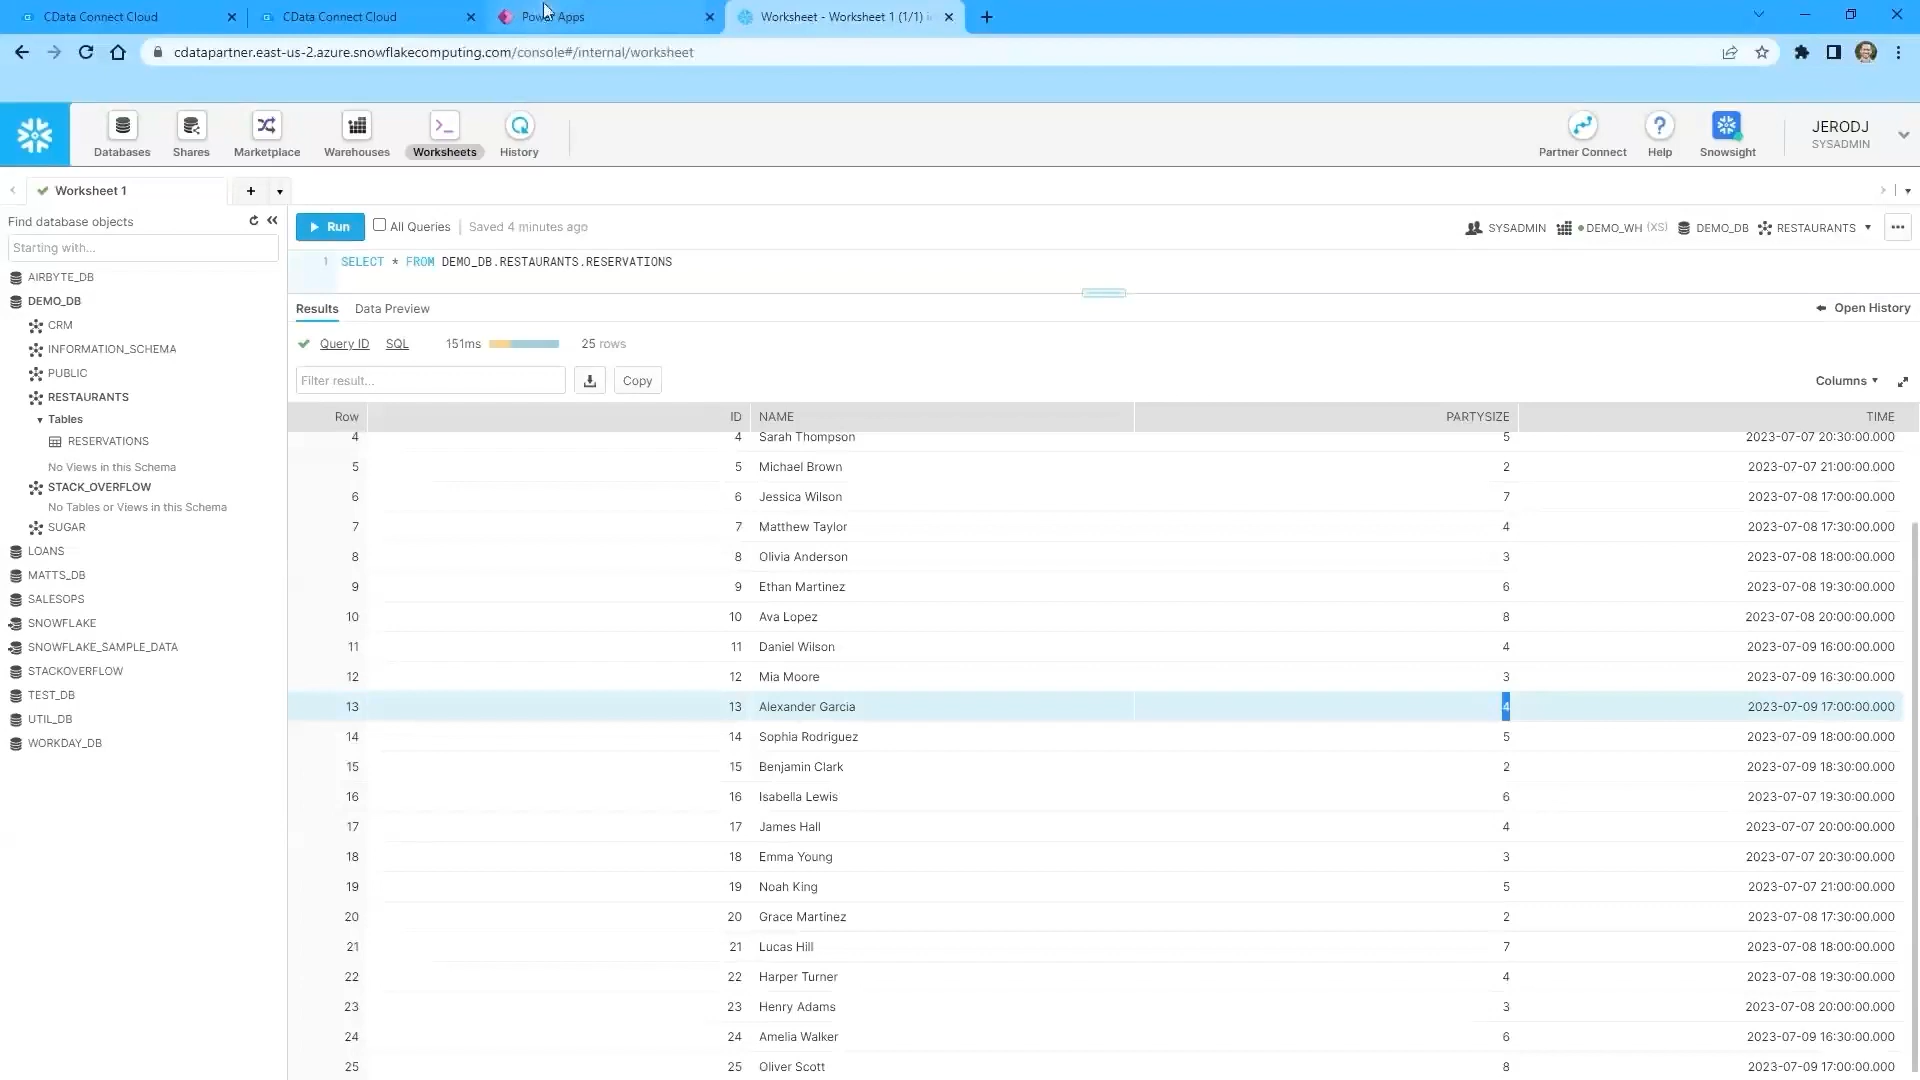 CData Connect Cloud
CData Connect Cloud
Power Apps
Worksheet - Worksheet 1 (1/1)
cdatapartner.east-us-2.azure.snowflakecomputing.com/console#/internal/worksheet
Databases
Shares
Marketplace
Warehouses
Worksheets
History
Partner Connect
Help
Snowsight
JERODJ
SYSADMIN
Worksheet 1
Find database objects
Starting with...
AIRBYTE_DB
DEMO_DB
CRM
INFORMATION_SCHEMA
PUBLIC
RESTAURANTS
Tables
RESERVATIONS
No Views in this Schema
STACK_OVERFLOW
No Tables or Views in this Schema
SUGAR
LOANS
MATTS_DB
SALESOPS
SNOWFLAKE
SNOWFLAKE_SAMPLE_DATA
STACKOVERFLOW
TEST_DB
UTIL_DB
WORKDAY_DB
Run All Queries Saved 4 minutes ago
SYSADMIN DEMO_WH (XS) DEMO_DB RESTAURANTS
1 SELECT * FROM DEMO_DB.RESTAURANTS.RESERVATIONS
Results Data Preview Open History
Query ID SQL 151ms 25 rows
Filter result... Copy Columns
Row ID NAME PARTYSIZE TIME
4 4 Sarah Thompson 5 2023-07-07 20:30:00.000
5 5 Michael Brown 2 2023-07-07 21:00:00.000
6 6 Jessica Wilson 7 2023-07-08 17:00:00.000
7 7 Matthew Taylor 4 2023-07-08 17:30:00.000
8 8 Olivia Anderson 3 2023-07-08 18:00:00.000
9 9 Ethan Martinez 6 2023-07-08 19:30:00.000
10 10 Ava Lopez 8 2023-07-08 20:00:00.000
11 11 Daniel Wilson 4 2023-07-09 16:00:00.000
12 12 Mia Moore 3 2023-07-09 16:30:00.000
13 13 Alexander Garcia 4 2023-07-09 17:00:00.000
14 14 Sophia Rodriguez 5 2023-07-09 18:00:00.000
15 15 Benjamin Clark 2 2023-07-09 18:30:00.000
16 16 Isabella Lewis 6 2023-07-07 19:30:00.000
17 17 James Hall 4 2023-07-07 20:00:00.000
18 18 Emma Young 3 2023-07-07 20:30:00.000
19 19 Noah King 5 2023-07-07 21:00:00.000
20 20 Grace Martinez 2 2023-07-08 17:30:00.000
21 21 Lucas Hill 7 2023-07-08 18:00:00.000
22 22 Harper Turner 4 2023-07-08 19:30:00.000
23 23 Henry Adams 3 2023-07-08 20:00:00.000
24 24 Amelia Walker 6 2023-07-09 16:30:00.000
25 25 Oliver Scott 8 2023-07-09 17:00:00.000